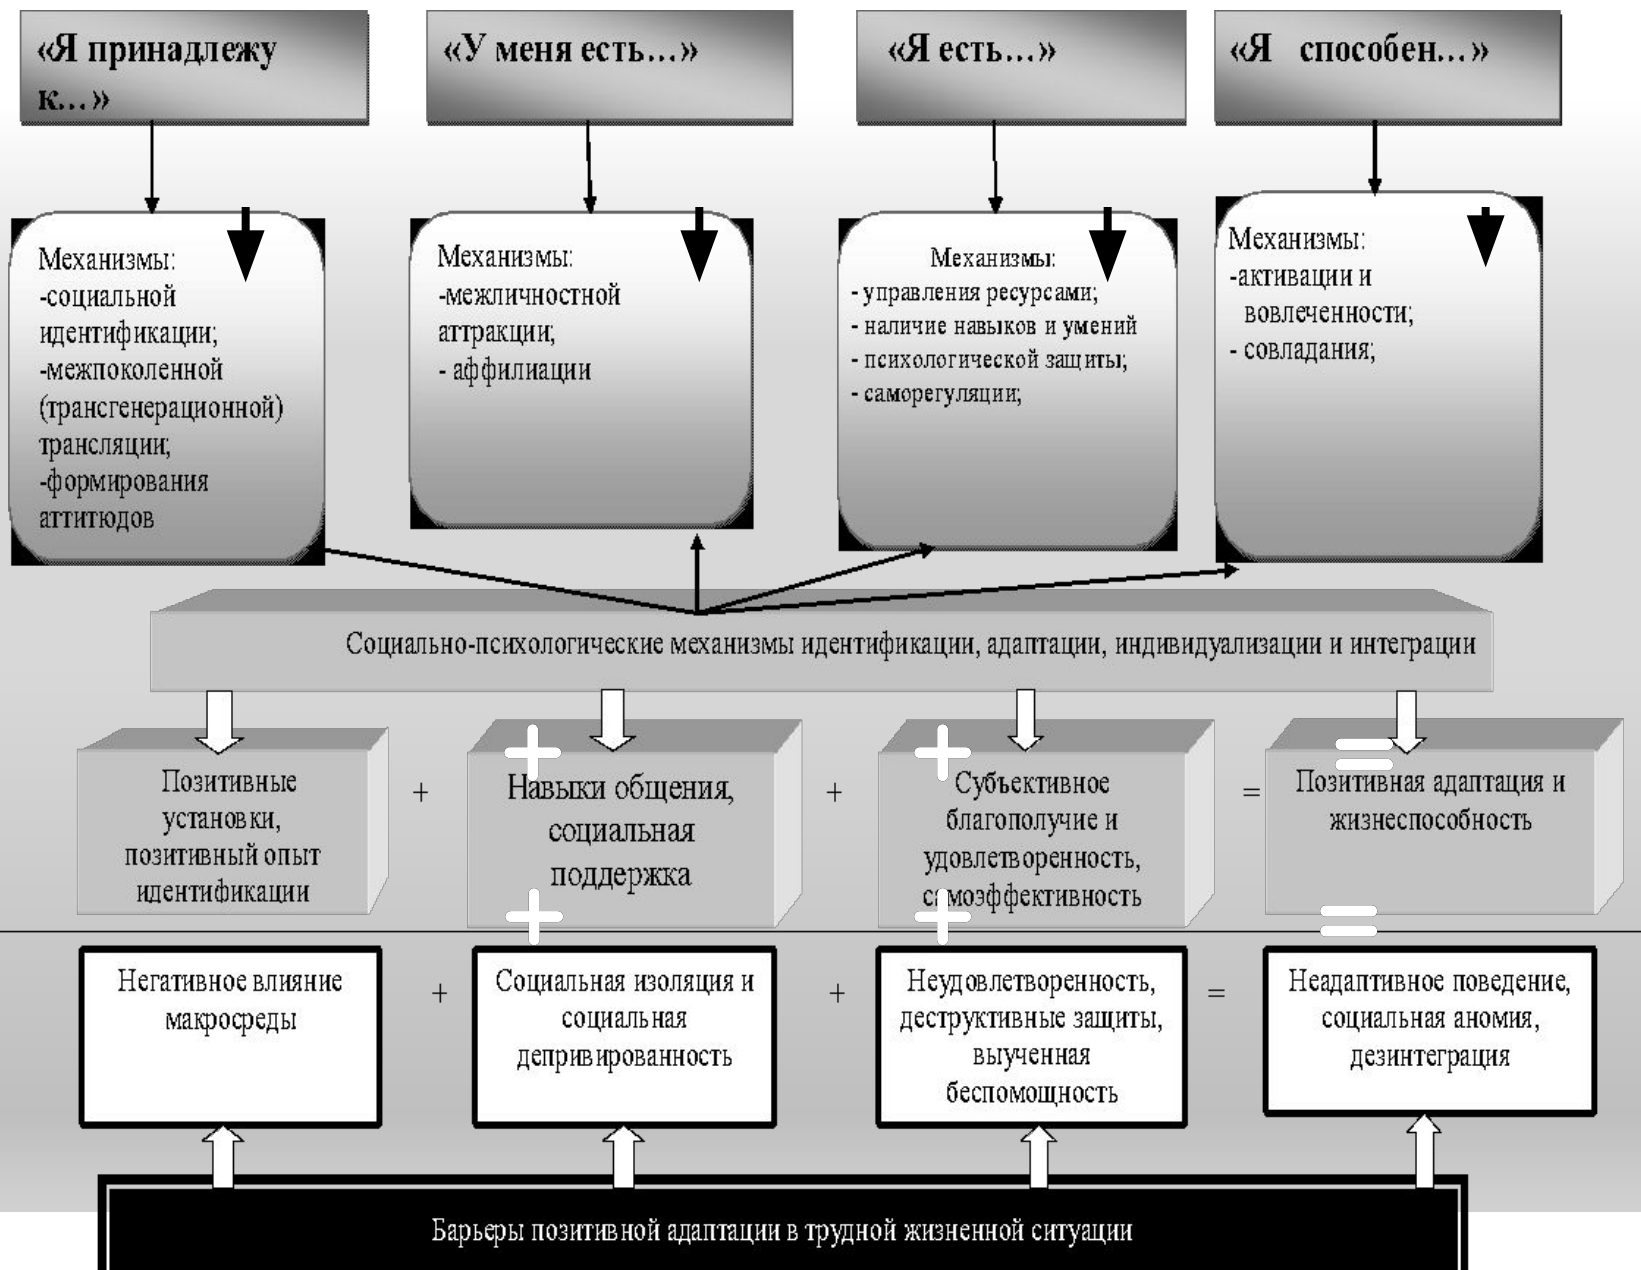 «Я принадлежу
к…»
«У меня есть…»
«Я есть…»
«Я способен…»
Механизмы:
-социальной
идентификации;
-межпоколенной
(трансгенерационной)
трансляции;
-формирования
аттитюдов
Механизмы:
-межличностной
аттракции;
- аффилиации
Механизмы:
- управления ресурсами;
- наличие навыков и умений
- психологической защиты;
- саморегуляции;
Механизмы:
-активации и
вовлеченности;
- совладания;
Социально-психологические механизмы идентификации, адаптации, индивидуализации и интеграции
Позитивные
установки,
позитивный опыт
идентификации
+
Навыки общения,
социальная
поддержка
+
Субъективное
благополучие и
удовлетворенность,
самоэффективность
=
Позитивная адаптация и
жизнеспособность
Негативное влияние
макросреды
+
Социальная изоляция и
социальная
депривированность
+
Неудовлетворенность,
деструктивные защиты,
выученная
беспомощность
=
Неадаптивное поведение,
социальная аномия,
дезинтеграция
Барьеры позитивной адаптации в трудной жизненной ситуации